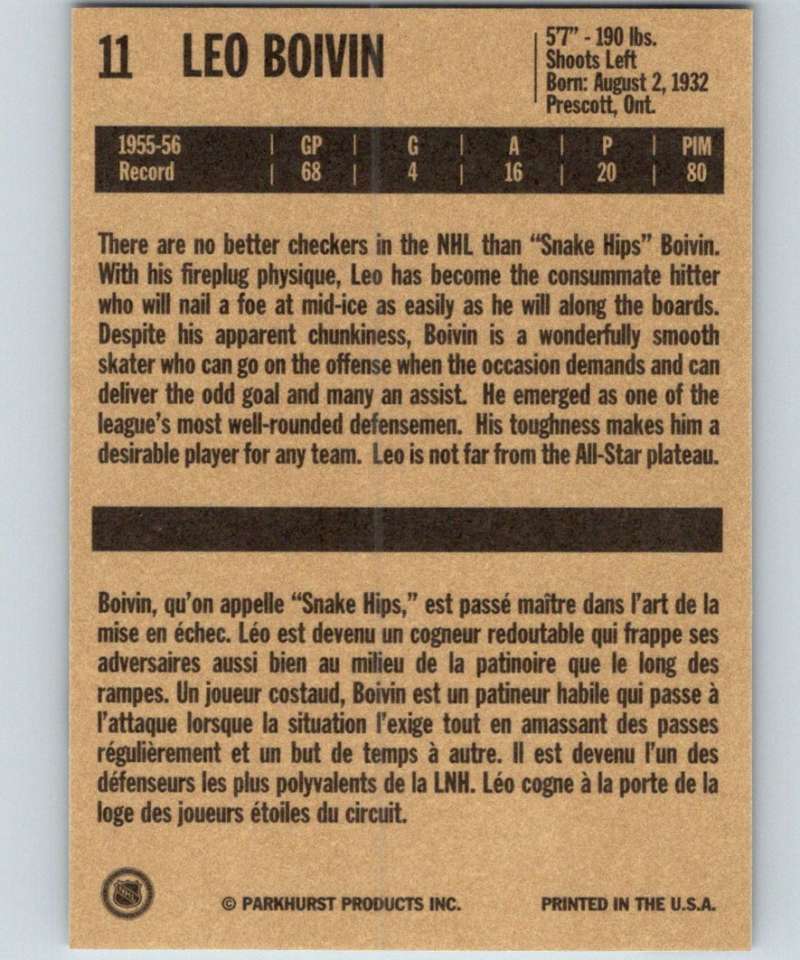 11 LEO BOIVIN
5'7" - 190 lbs.
Shoots Left
Born: August 2, 1932
Prescott, Ont.
1955-56 | GP | G | A | P | PIM
Record | 68 | 4 | 16 | 20 | 80
There are no better checkers in the NHL than “Snake Hips” Boivin.
With his fireplug physique, Leo has become the consummate hitter
who will nail a foe at mid-ice as easily as he will along the boards.
Despite his apparent chunkiness, Boivin is a wonderfully smooth
skater who can go on the offense when the occasion demands and can
deliver the odd goal and many an assist. He emerged as one of the
league's most well-rounded defensemen. His toughness makes him a
desirable player for any team. Leo is not far from the All-Star plateau.
Boivin, qu'on appelle “Snake Hips,” est passé maître dans l'art de la
mise en échec. Léo est devenu un cogneur redoutable qui frappe ses
adversaires aussi bien au milieu de la patinoire que le long des
rampes. Un joueur costaud, Boivin est un patineur habile qui passe à
l'attaque lorsque la situation l'exige tout en amassant des passes
régulièrement et un but de temps à autre. Il est devenu l'un des
défenseurs les plus polyvalents de la LNH. Léo cogne à la porte de la
loge des joueurs étoiles du circuit.
NHL
© PARKHURST PRODUCTS INC. PRINTED IN THE U.S.A.